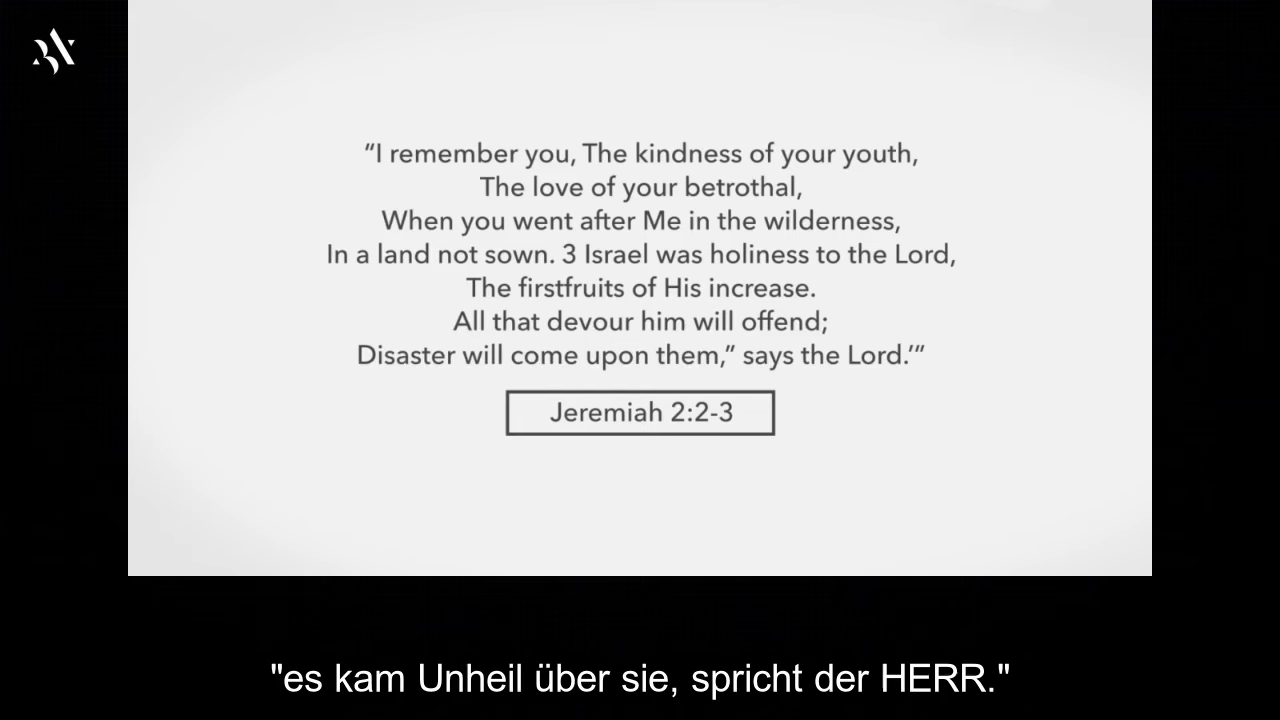 “I remember you, The kindness of your youth,
The love of your betrothal,
When you went after Me in the wilderness,
In a land not sown. 3 Israel was holiness to the Lord,
The firstfruits of His increase.
All that devour him will offend;
Disaster will come upon them,” says the Lord.’”
Jeremiah 2:2-3
"es kam Unheil über sie, spricht der HERR."